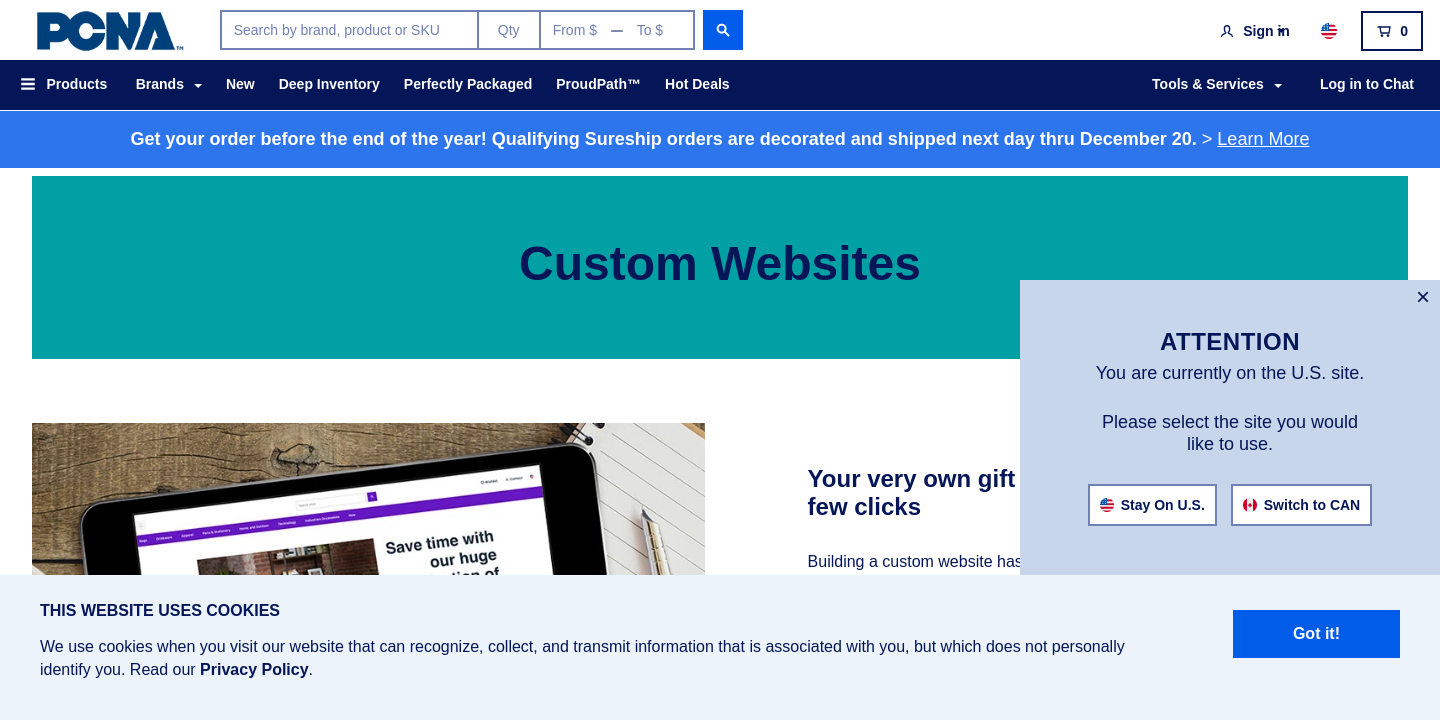 PCNA™
Search by brand, product or SKU
Qty
From $ — To $
Sign in
0
Products
Brands
New
Deep Inventory
Perfectly Packaged
ProudPath™
Hot Deals
Tools & Services
Log in to Chat
Get your order before the end of the year! Qualifying Sureship orders are decorated and shipped next day thru December 20. > Learn More
Custom Websites
×
ATTENTION
You are currently on the U.S. site.
Please select the site you would
like to use.
Stay On U.S.
Switch to CAN
Save time with
our huge
Your very own gift
few clicks
Building a custom website has
THIS WEBSITE USES COOKIES
We use cookies when you visit our website that can recognize, collect, and transmit information that is associated with you, but which does not personally
identify you. Read our Privacy Policy.
Got it!